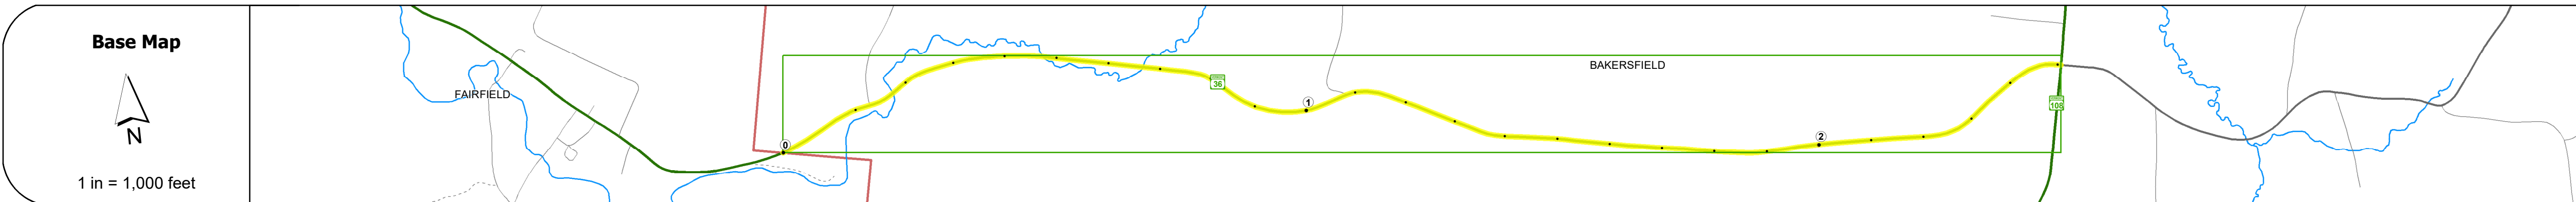 Base Map
N
1 in = 1,000 feet
FAIRFIELD
0
36
1
BAKERSFIELD
2
108